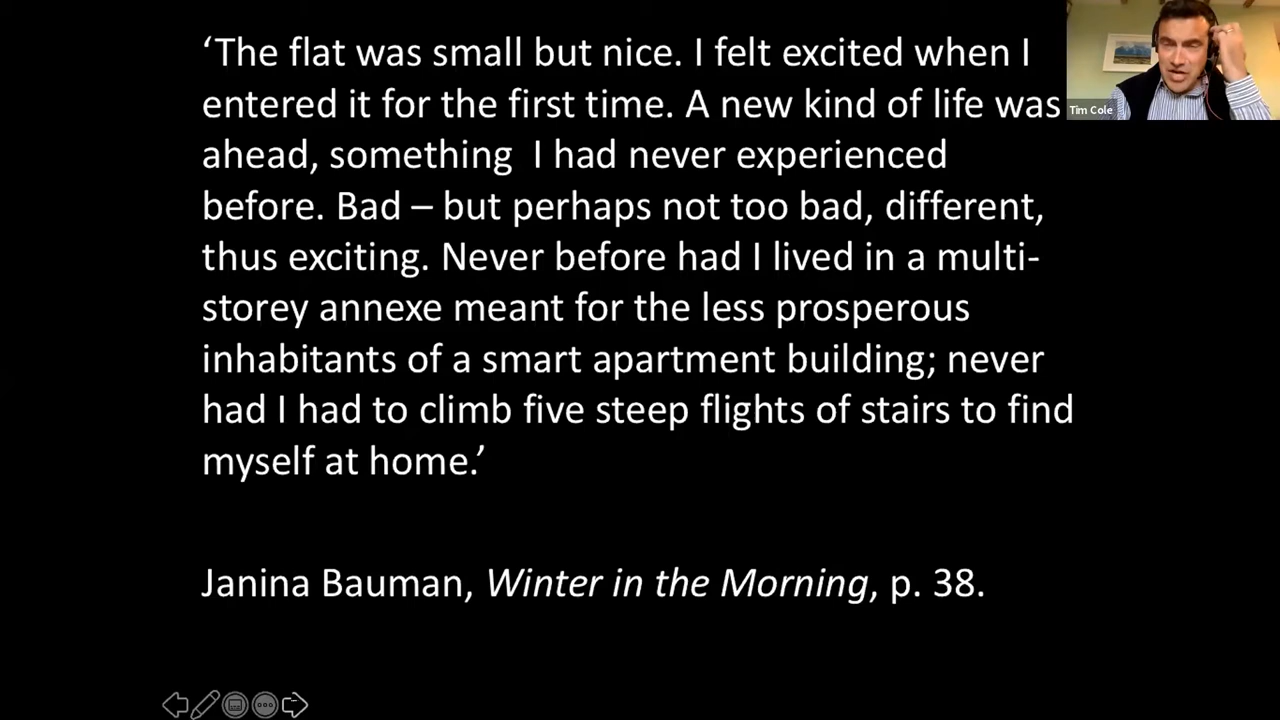 ‘The flat was small but nice. I felt excited when I
entered it for the first time. A new kind of life was
ahead, something  I had never experienced
before. Bad – but perhaps not too bad, different,
thus exciting. Never before had I lived in a multi-
storey annexe meant for the less prosperous
inhabitants of a smart apartment building; never
had I had to climb five steep flights of stairs to find
myself at home.’
Janina Bauman, Winter in the Morning, p. 38.
Tim Cole